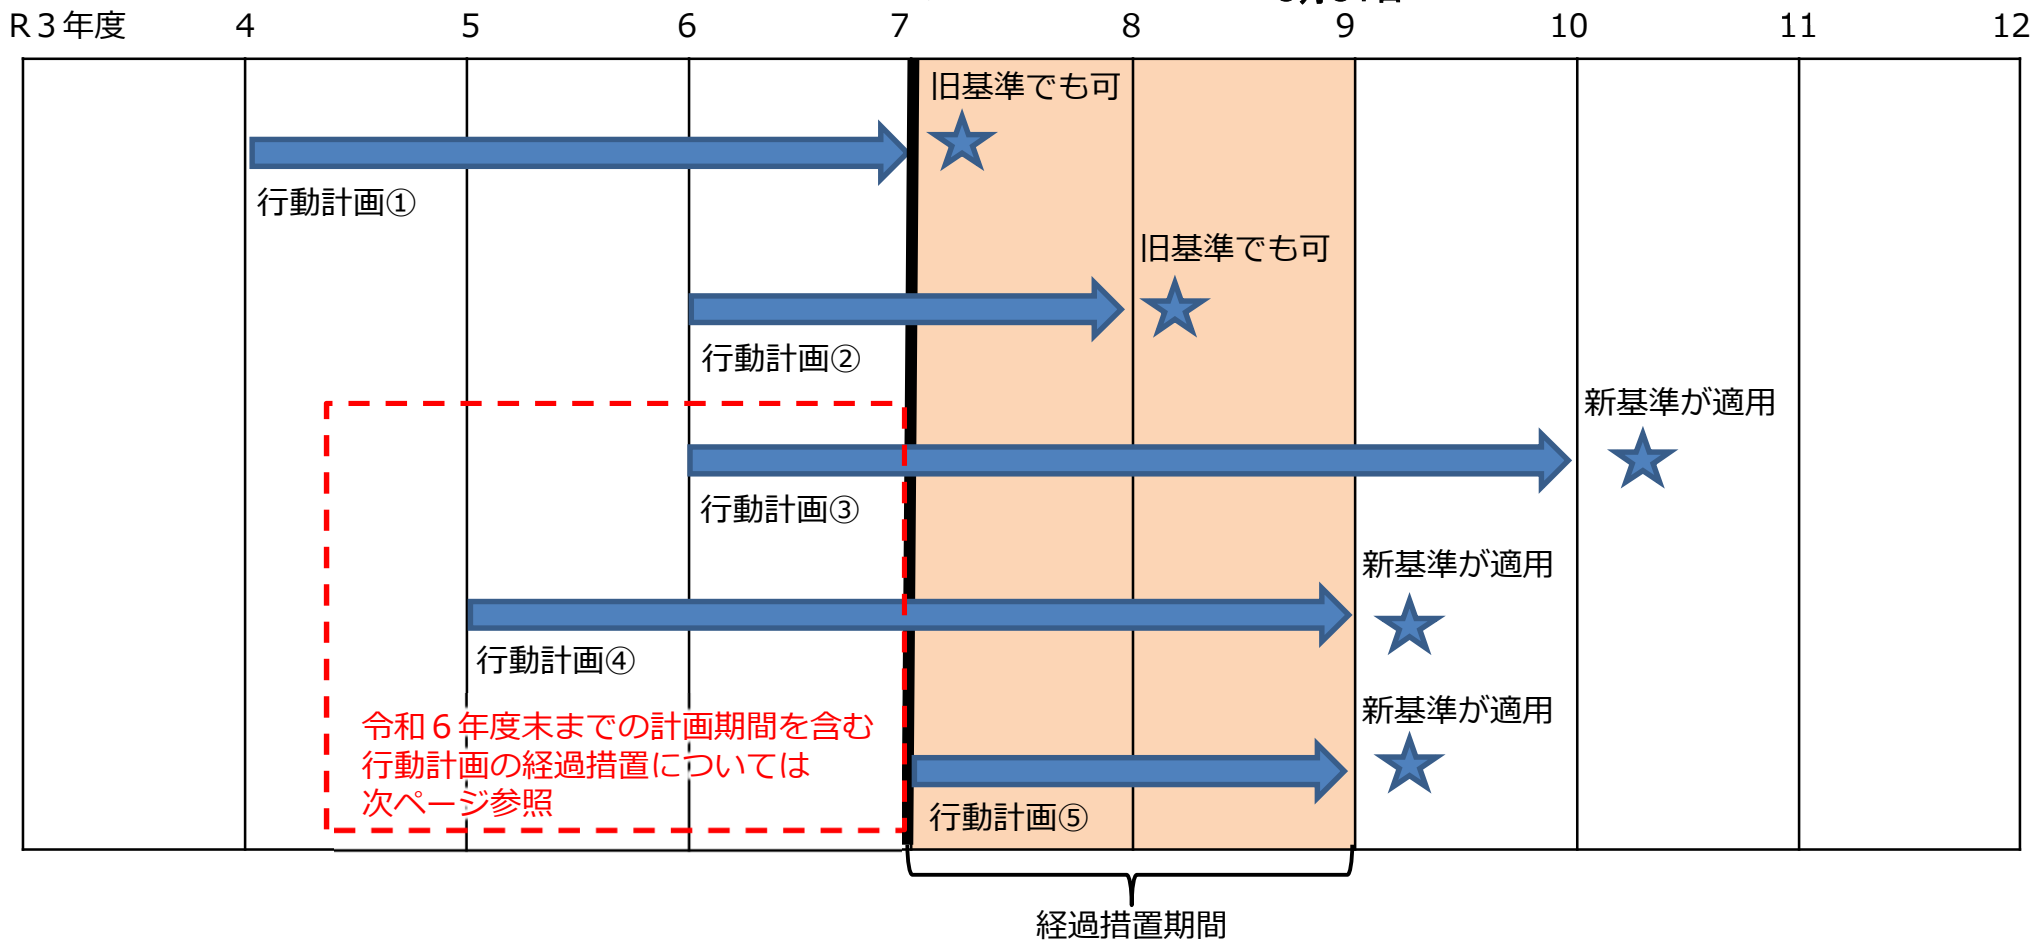 R３年度 4 5 6 7 8 9 10 11 12
旧基準でも可
行動計画①
旧基準でも可
行動計画②
新基準が適用
行動計画③
新基準が適用
行動計画④
新基準が適用
令和６年度末までの計画期間を含む
行動計画の経過措置については
次ページ参照
行動計画⑤
経過措置期間